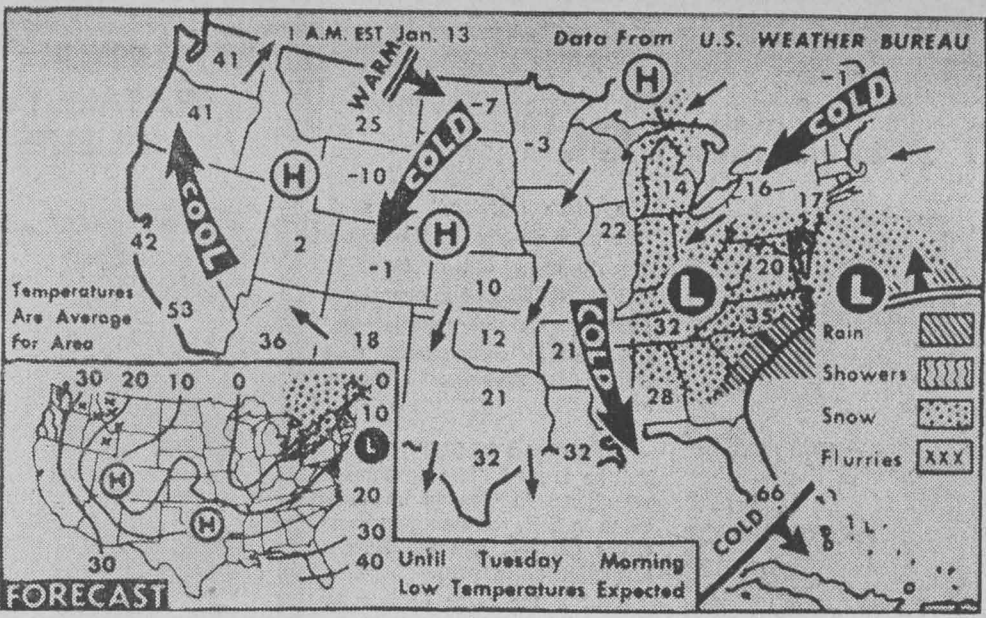 1 A.M. EST Jan. 13
Data From U.S. WEATHER BUREAU
41
WARM
H
-1
COLD
41
25
-7
COLD
-3
H
-10
14
16
17
COOL
42
2
-1
H
22
L
20
L
10
Temperatures
Are Average
For Area
53
36
18
12
COLD
21
32
35
Rain
Showers
Snow
Flurries
XXX
21
28
32
32
66
COLD
30 20 10 0 0
10
L
H
20
H
30
30
40
FORECAST
Until Tuesday Morning
Low Temperatures Expected